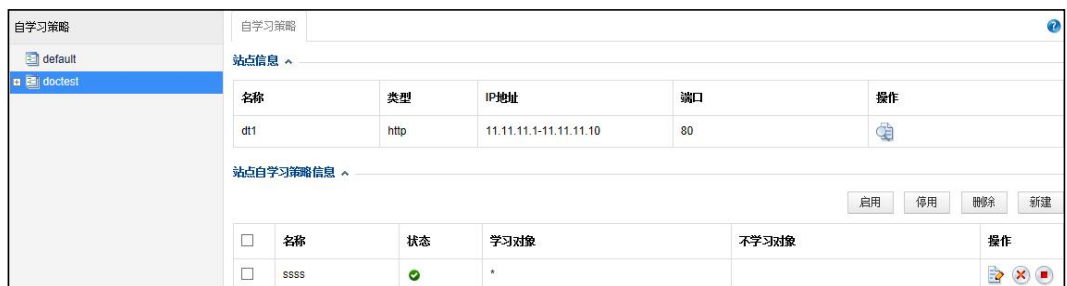 自学习策略
default
doctest
自学习策略
站点信息
名称 类型 IP地址 端口 操作
dt1 http 11.11.11.1-11.11.11.10 80
站点自学习策略信息
启用 停用 删除 新建
名称 状态 学习对象 不学习对象 操作
ssss *